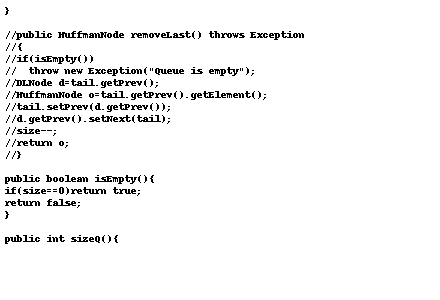 }
//public HuffmanNode removeLast() throws Exception
//{
//if(isEmpty())
//  throw new Exception("Queue is empty");
//DLNode d=tail.getPrev();
//HuffmanNode o=tail.getPrev().getElement();
//tail.setPrev(d.getPrev());
//d.getPrev().setNext(tail);
//size--;
//return o;
//}
public boolean isEmpty(){
if(size==0)return true;
return false;
}
public int sizeQ(){